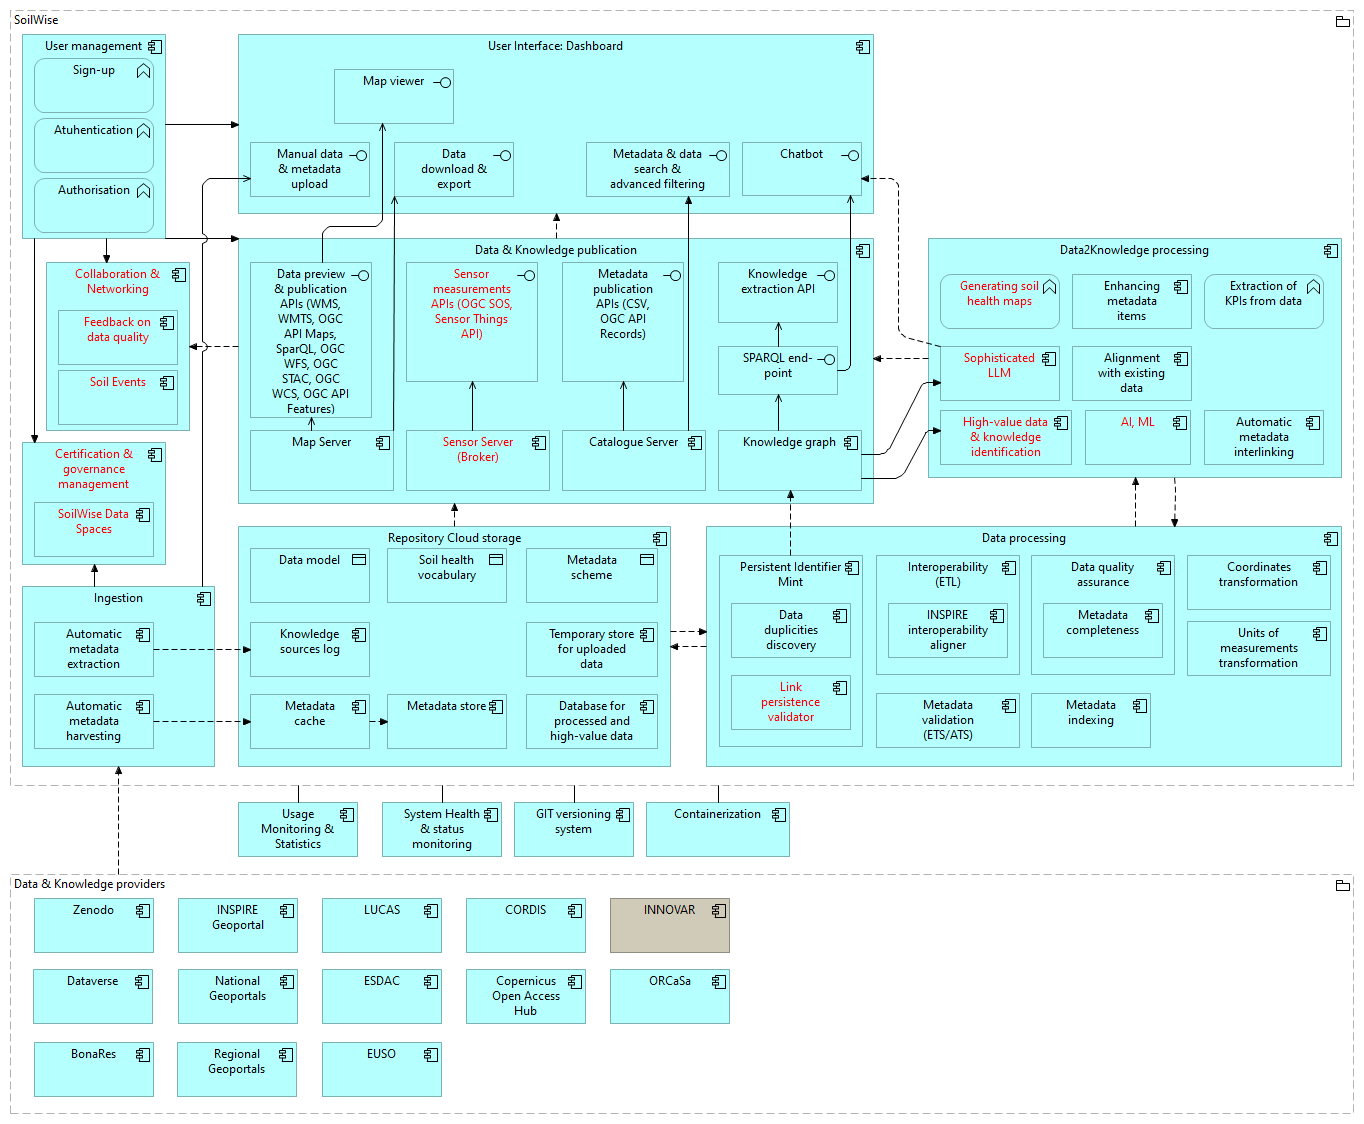 SoilWise
User management
Sign-up
Atuhentication
Authorisation
User Interface: Dashboard
Map viewer
Manual data
& metadata
upload
Data
download &
export
Metadata & data
search &
advanced filtering
Chatbot
Collaboration &
Networking
Feedback on
data quality
Soil Events
Data & Knowledge publication
Data preview
& publication
APIs (WMS,
WMTS, OGC
API Maps,
SparQL, OGC
WFS, OGC
STAC, OGC
WCS, OGC API
Features)
Sensor
measurements
APIs (OGC SOS,
Sensor Things
API)
Metadata
publication
APIs (CSV,
OGC API
Records)
Knowledge
extraction API
SPARQL end-
point
Map Server
Sensor Server
(Broker)
Catalogue Server
Knowledge graph
Data2Knowledge processing
Generating soil
health maps
Enhancing
metadata
items
Extraction of
KPIs from data
Sophisticated
LLM
Alignment
with existing
data
High-value data
& knowledge
identification
AI, ML
Automatic
metadata
interlinking
Certification &
governance
management
SoilWise Data
Spaces
Ingestion
Automatic
metadata
extraction
Automatic
metadata
harvesting
Repository Cloud storage
Data model
Soil health
vocabulary
Metadata
scheme
Knowledge
sources log
Temporary store
for uploaded
data
Metadata
cache
Metadata store
Database for
processed and
high-value data
Data processing
Persistent Identifier
Mint
Data
duplicities
discovery
Link
persistence
validator
Interoperability
(ETL)
INSPIRE
interoperability
aligner
Data quality
assurance
Metadata
completeness
Coordinates
transformation
Units of
measurements
transformation
Metadata
validation
(ETS/ATS)
Metadata
indexing
Usage
Monitoring &
Statistics
System Health
& status
monitoring
GIT versioning
system
Containerization
Data & Knowledge providers
Zenodo
INSPIRE
Geoportal
LUCAS
CORDIS
INNOVAR
Dataverse
National
Geoportals
ESDAC
Copernicus
Open Access
Hub
ORCaSa
BonaRes
Regional
Geoportals
EUSO